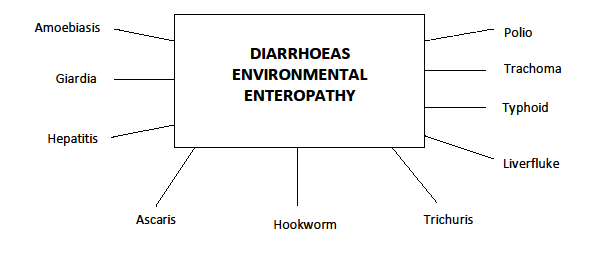 Amoebiasis
Giardia
Hepatitis
DIARRHOEAS
ENVIRONMENTAL
ENTEROPATHY
Polio
Trachoma
Typhoid
Liverfluke
Ascaris
Hookworm
Trichuris